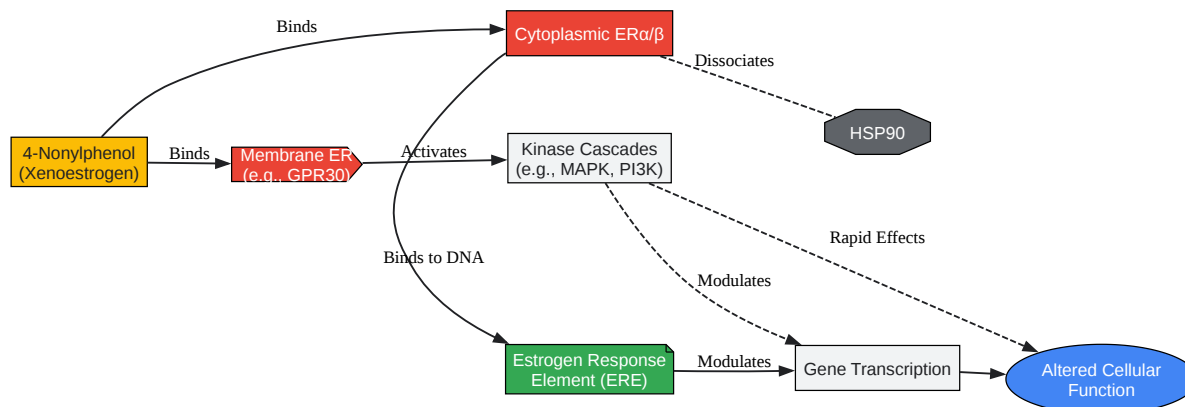 Binds
Cytoplasmic ERα/β
Dissociates
HSP90
4-Nonylphenol
(Xenoestrogen)
Binds
Membrane ER
(e.g., GPR30)
Activates
Kinase Cascades
(e.g., MAPK, PI3K)
Rapid Effects
Binds to DNA
Modulates
Estrogen Response
Element (ERE)
Modulates
Gene Transcription
Altered Cellular
Function